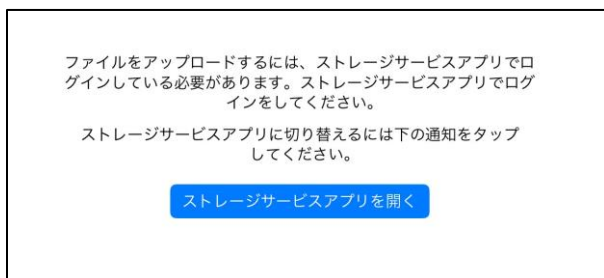 ファイルをアップロードするには、ストレージサービスアプリでロ
グインしている必要があります。ストレージサービスアプリでログ
インをしてください。
ストレージサービスアプリに切り替えるには下の通知をタップ
してください。
ストレージサービスアプリを開く